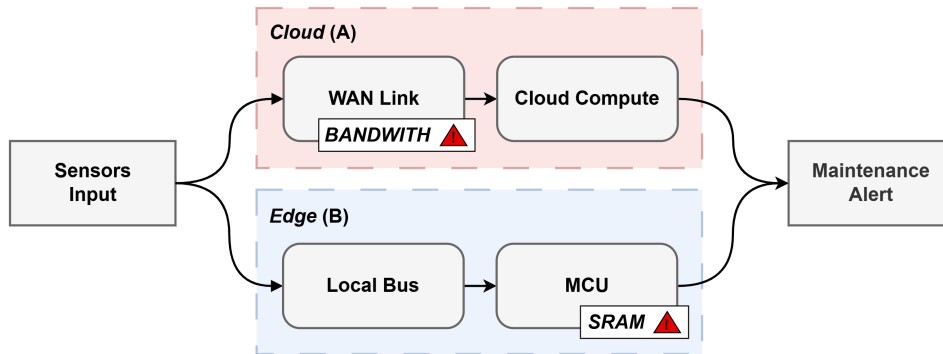 Cloud (A)
WAN Link
BANDWITH
Cloud Compute
Sensors
Input
Maintenance
Alert
Edge (B)
Local Bus
MCU
SRAM